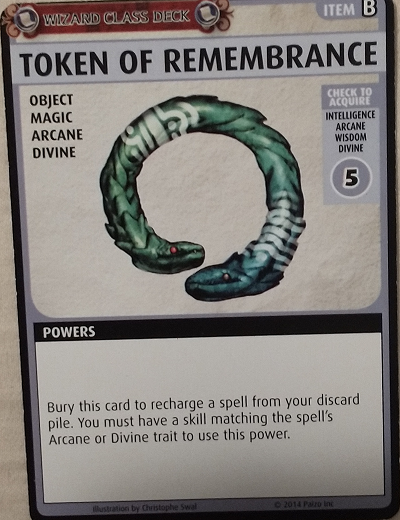 WIZARD CLASS DECK
ITEM B
TOKEN OF REMEMBRANCE
OBJECT
MAGIC
ARCANE
DIVINE
CHECK TO
ACQUIRE
INTELLIGENCE
ARCANE
WISDOM
DIVINE
5
POWERS
Bury this card to recharge a spell from your discard
pile. You must have a skill matching the spell's
Arcane or Divine trait to use this power.
Illustration by Christophe Swal
© 2014 Paizo Inc